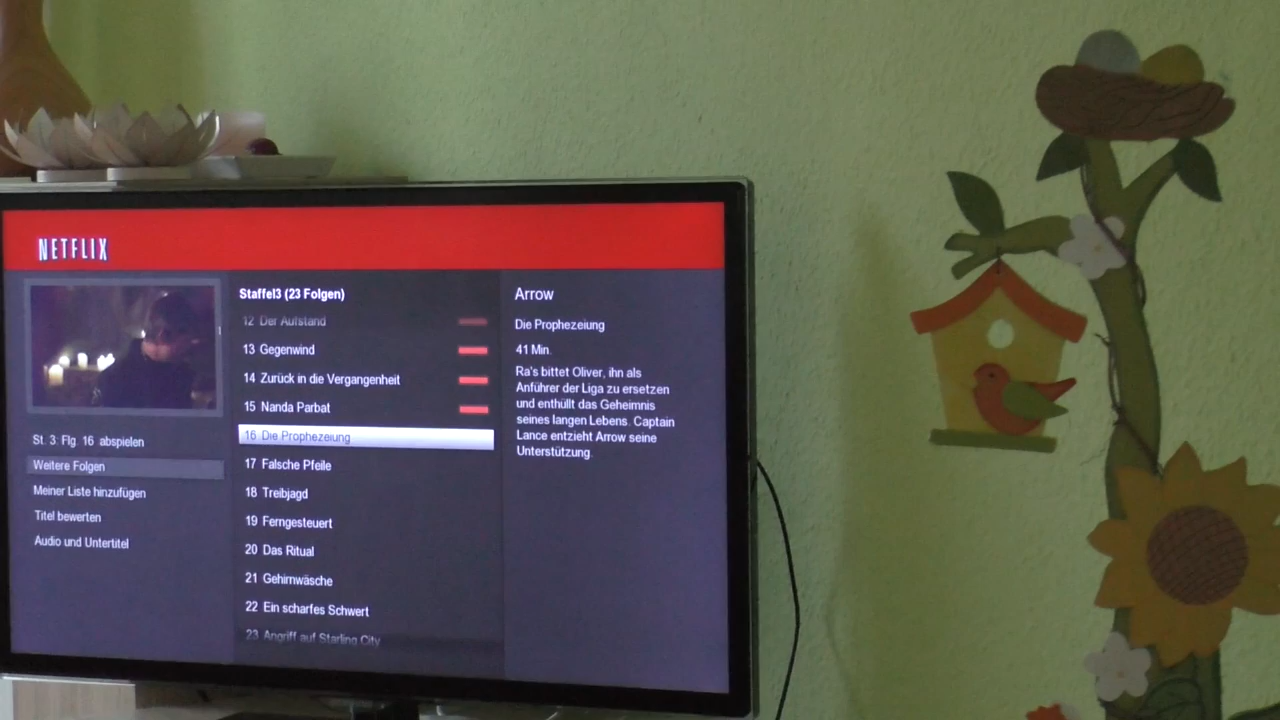 NETFLIX
St. 3: Flg. 16 abspielen
Weitere Folgen
Meiner Liste hinzufügen
Titel bewerten
Audio und Untertitel
Staffel3 (23 Folgen)
12 Der Aufstand
13 Gegenwind
14 Zurück in die Vergangenheit
15 Nanda Parbat
16 Die Prophezeiung
17 Falsche Pfeile
18 Treibjagd
19 Ferngesteuert
20 Das Ritual
21 Gehirnwäsche
22 Ein scharfes Schwert
23 Angriff auf Starling City
Arrow
Die Prophezeiung
41 Min.
Ra's bittet Oliver, ihn als
Anführer der Liga zu ersetzen
und enthüllt das Geheimnis
seines langen Lebens. Captain
Lance entzieht Arrow seine
Unterstützung.